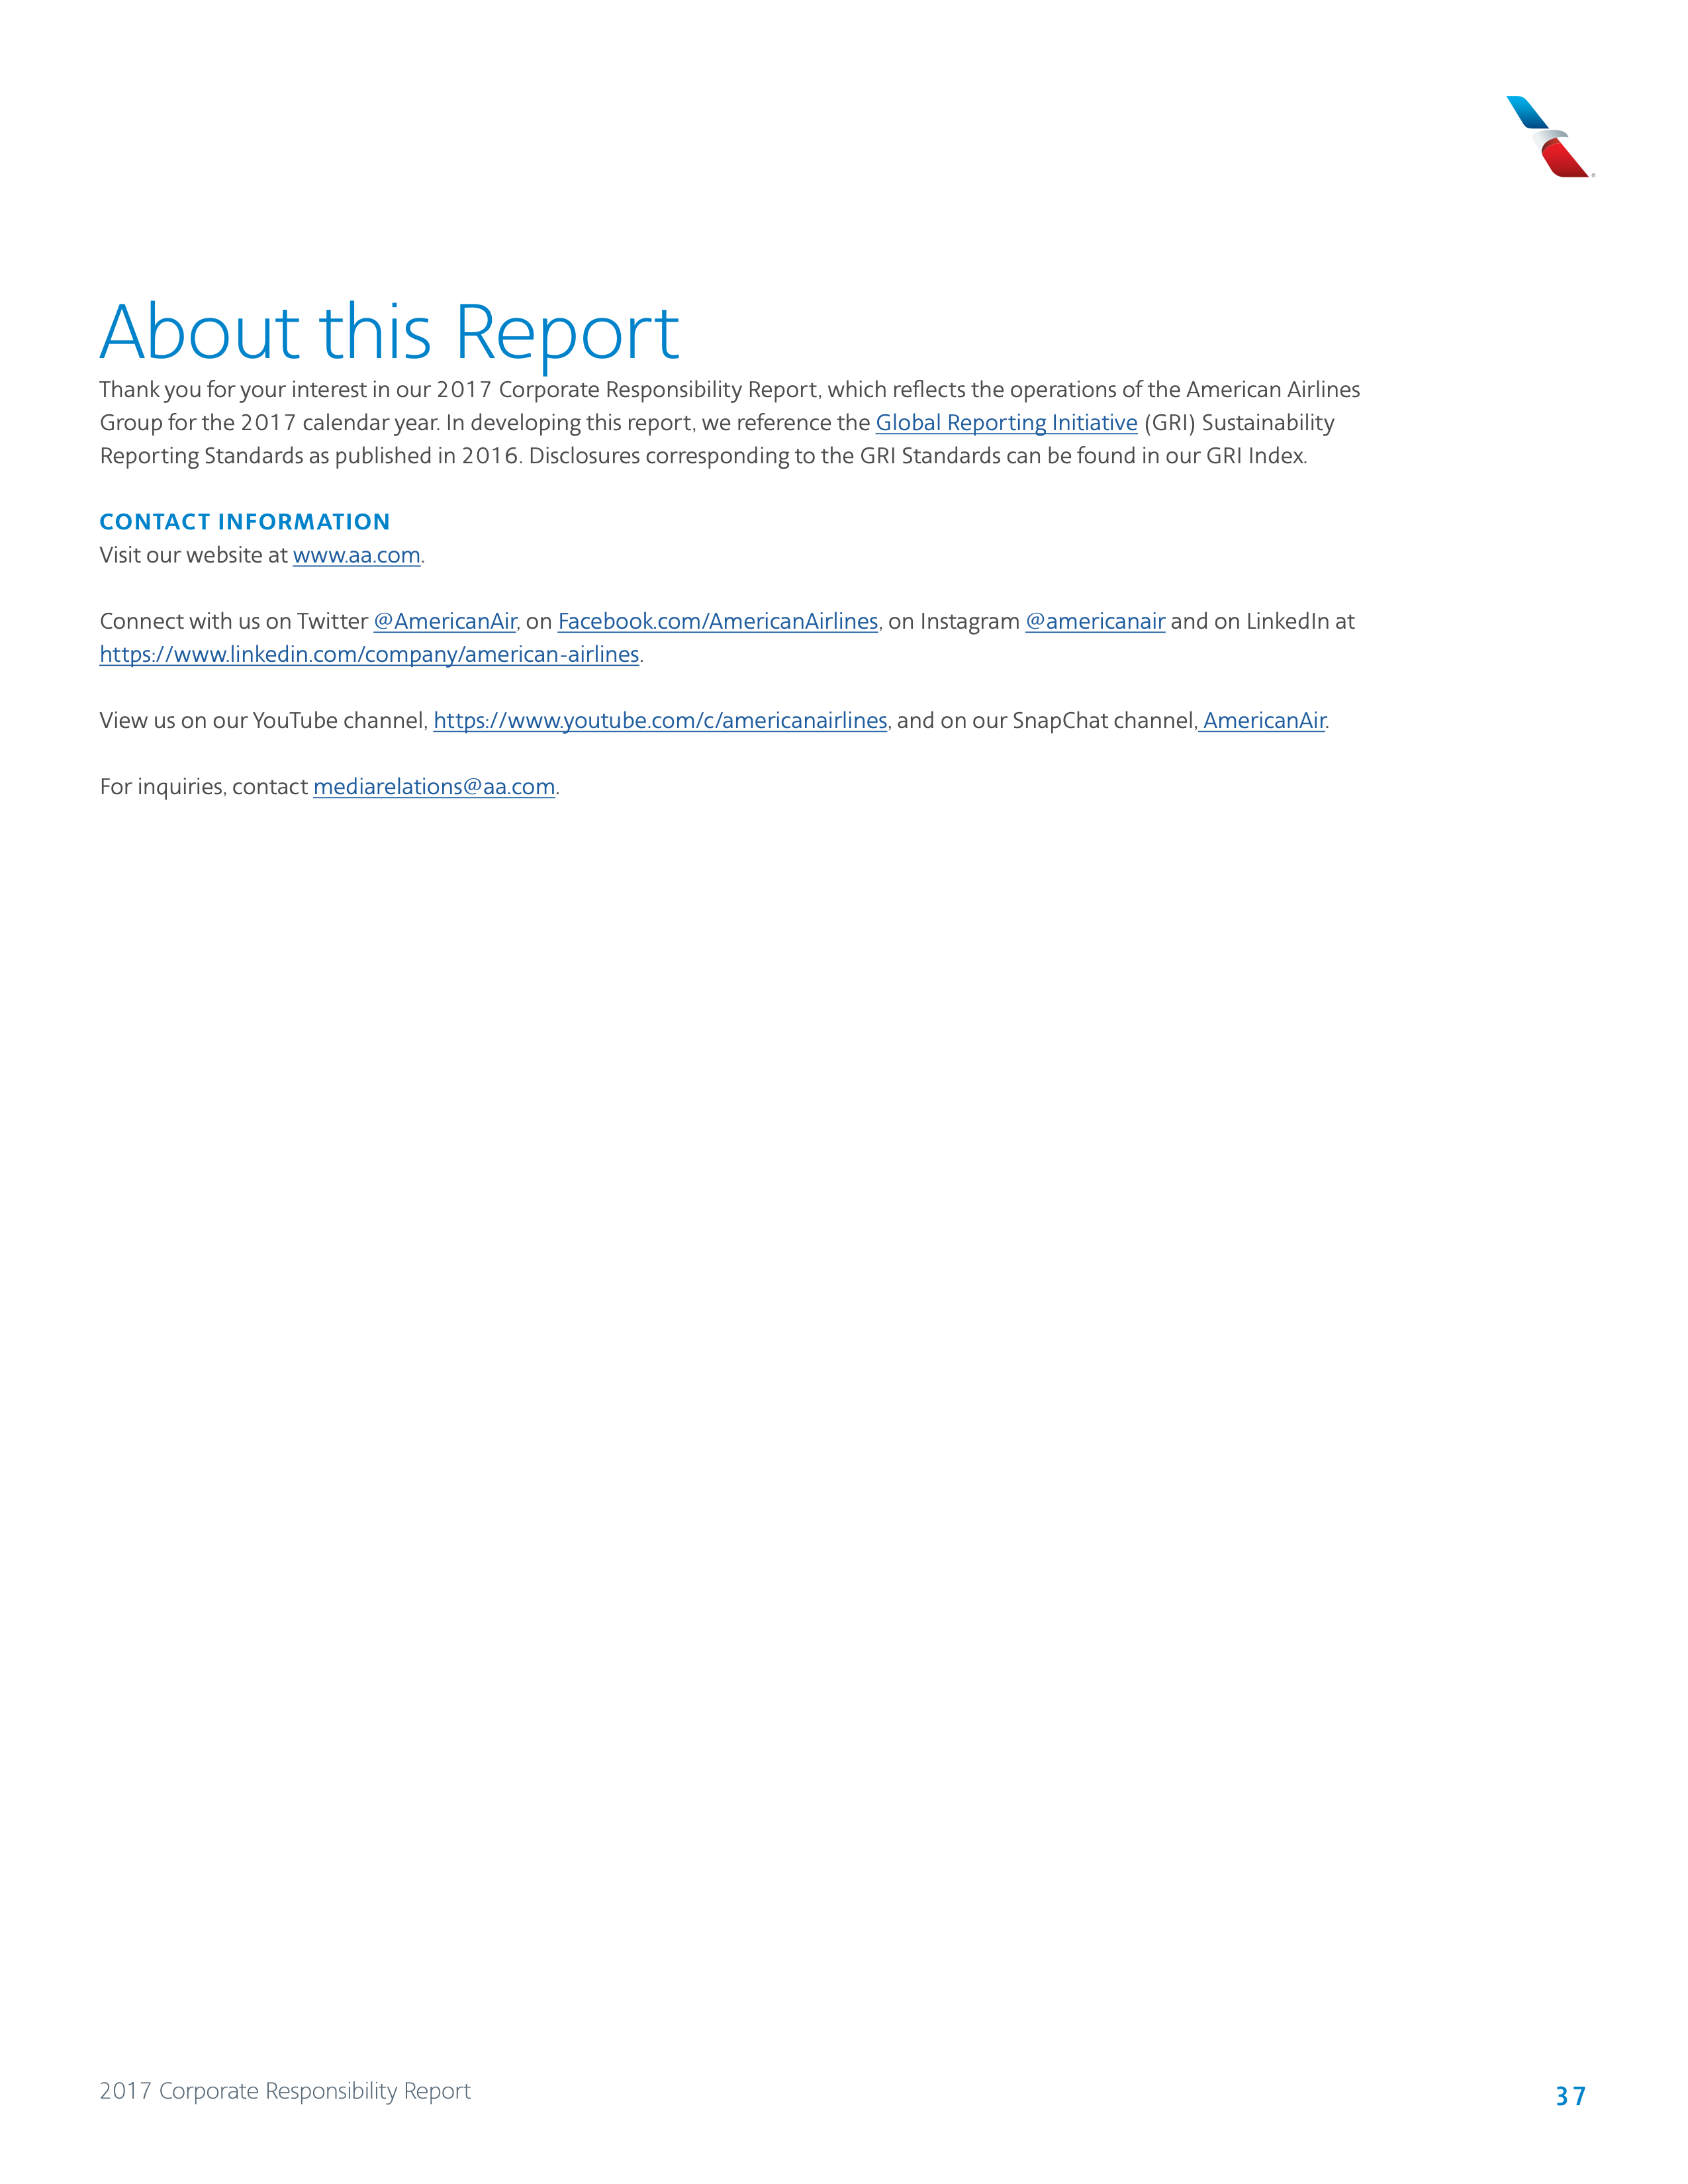 About this Report
Thank you for your interest in our 2017 Corporate Responsibility Report, which reflects the operations of the American Airlines
Group for the 2017 calendar year. In developing this report, we reference the Global Reporting Initiative (GRI) Sustainability
Reporting Standards as published in 2016. Disclosures corresponding to the GRI Standards can be found in our GRI Index.
CONTACT INFORMATION
Visit our website at www.aa.com.
Connect with us on Twitter @AmericanAir, on Facebook.com/AmericanAirlines, on Instagram @americanair and on LinkedIn at
https://www.linkedin.com/company/american-airlines.
View us on our YouTube channel, https://www.youtube.com/c/americanairlines, and on our SnapChat channel, AmericanAir.
For inquiries, contact mediarelations@aa.com.
2017 Corporate Responsibility Report
37